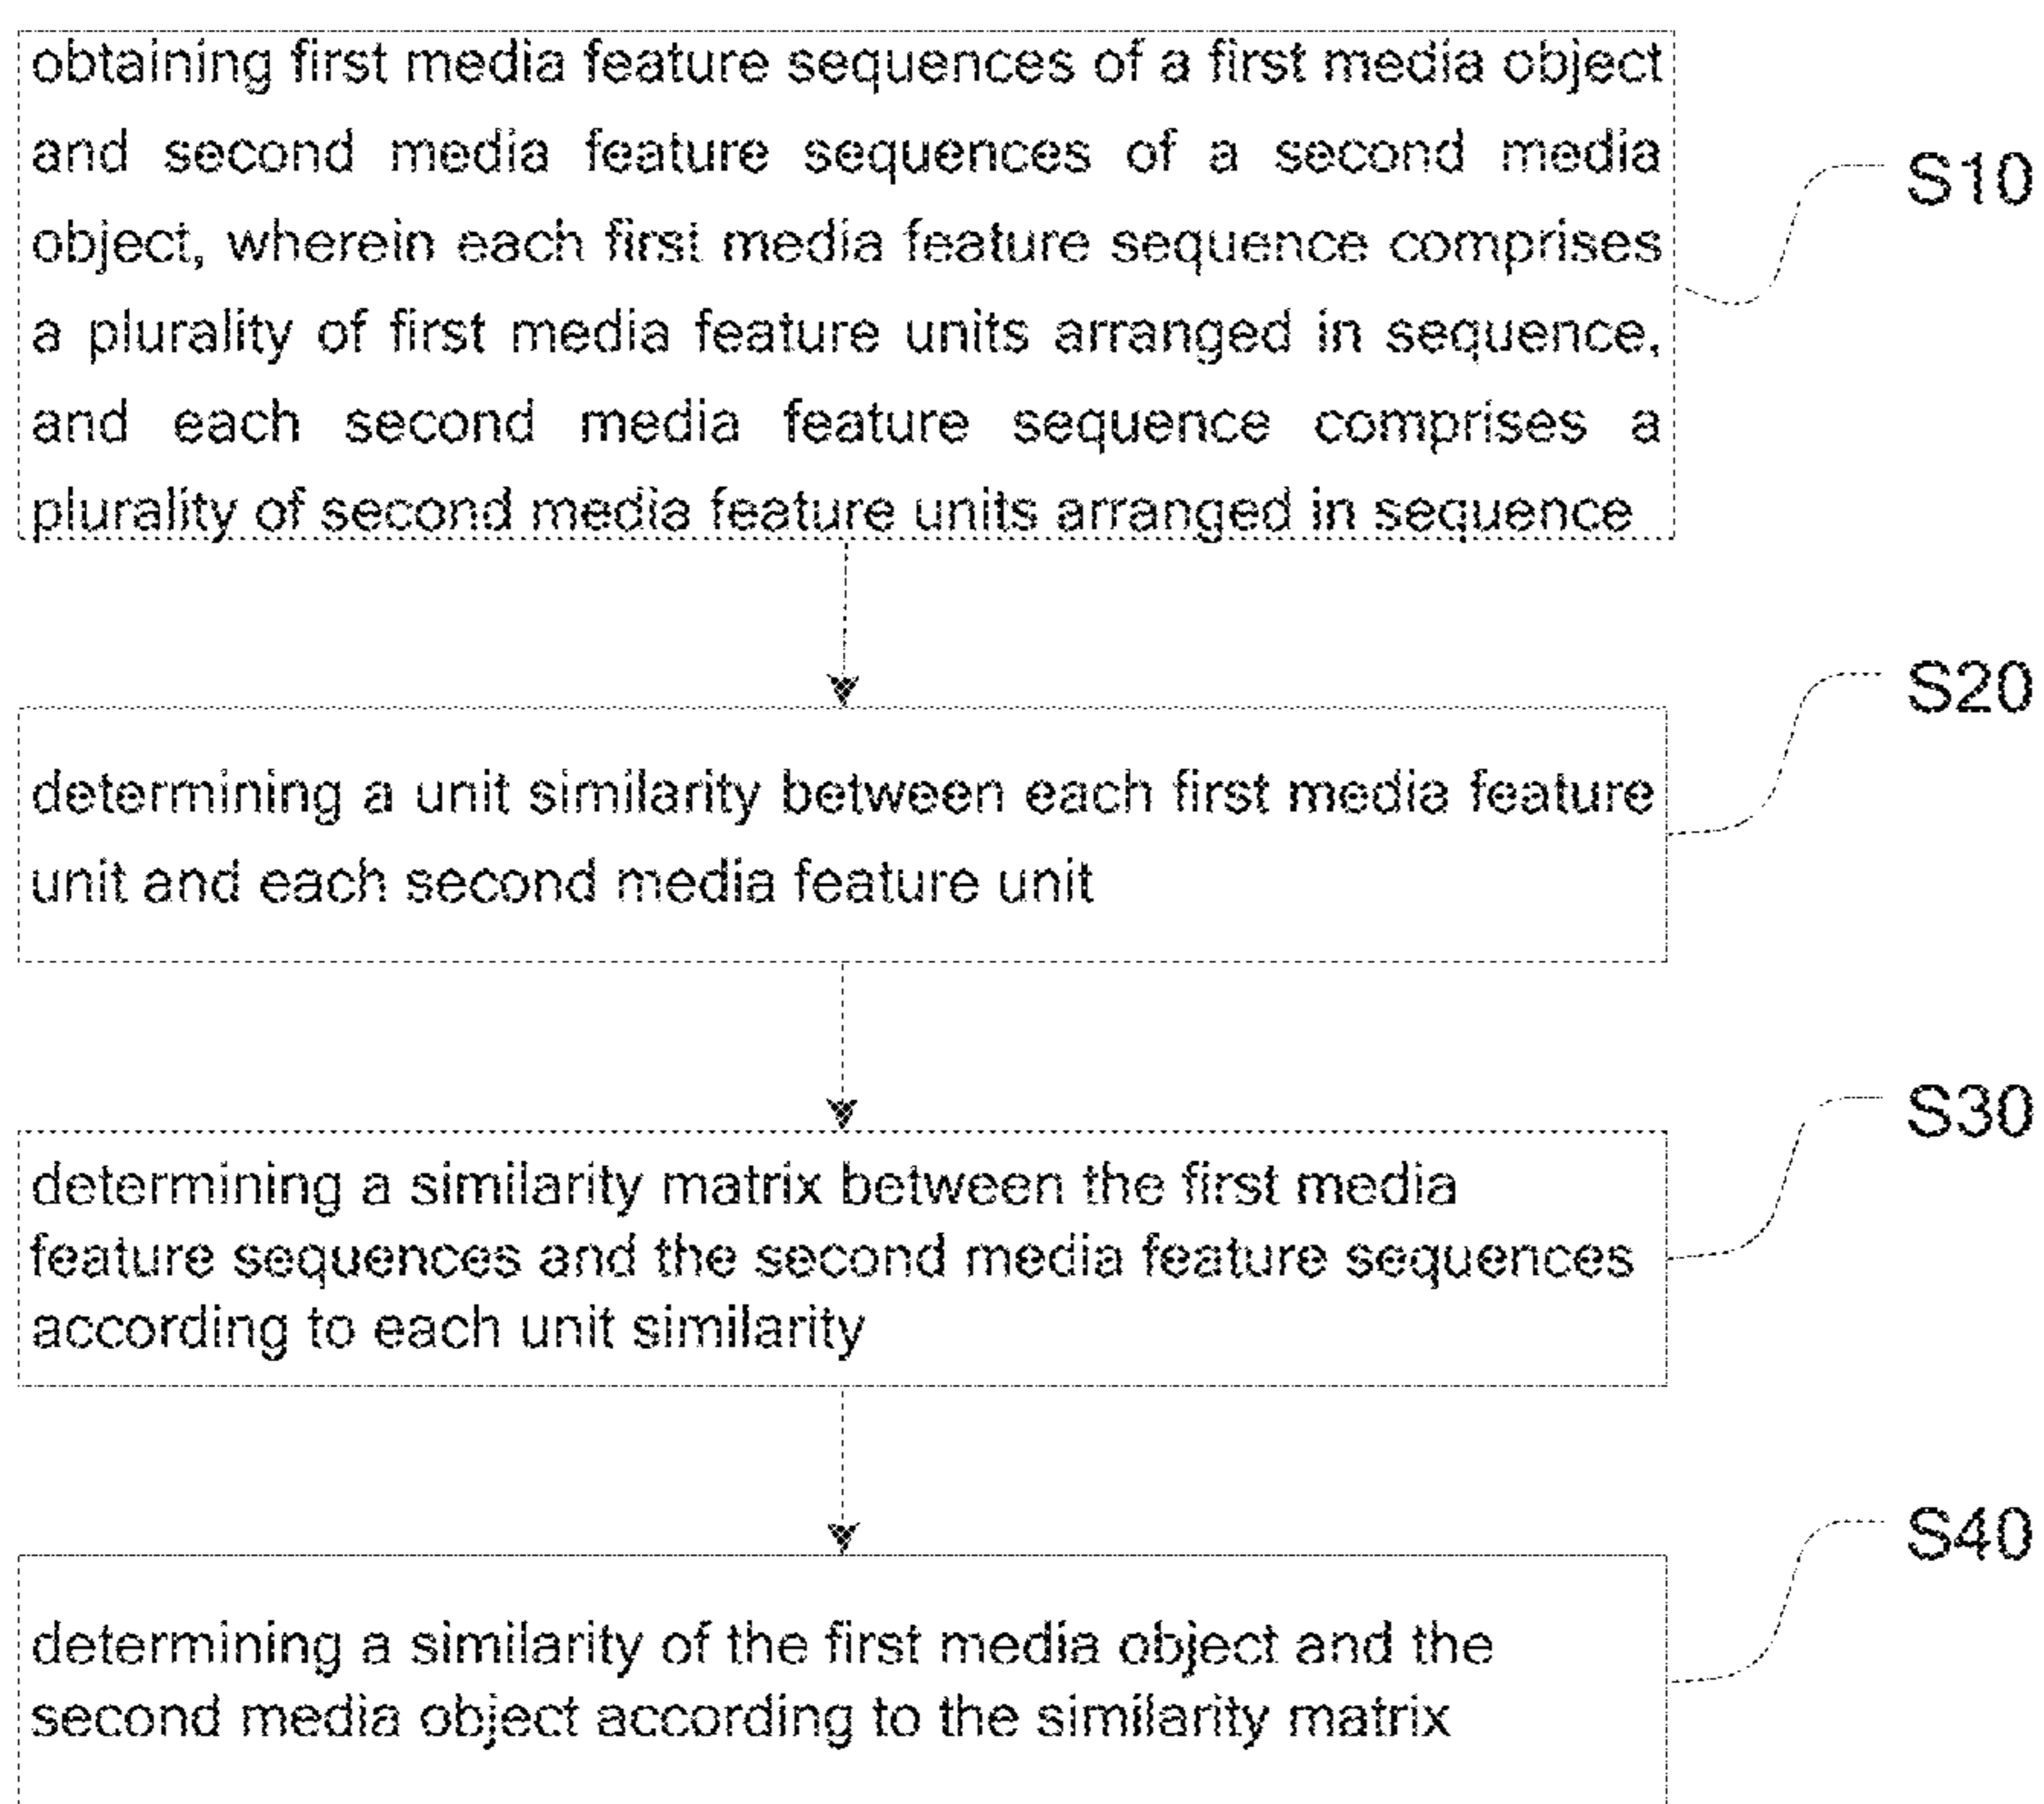 obtaining first media feature sequences of a first media object
and second media feature sequences of a second media
object, wherein each first media feature sequence comprises
a plurality of first media feature units arranged in sequence,
and each second media feature sequence comprises a
plurality of second media feature units arranged in sequence
S10
determining a unit similarity between each first media feature
unit and each second media feature unit
S20
determining a similarity matrix between the first media
feature sequences and the second media feature sequences
according to each unit similarity
S30
determining a similarity of the first media object and the
second media object according to the similarity matrix
S40